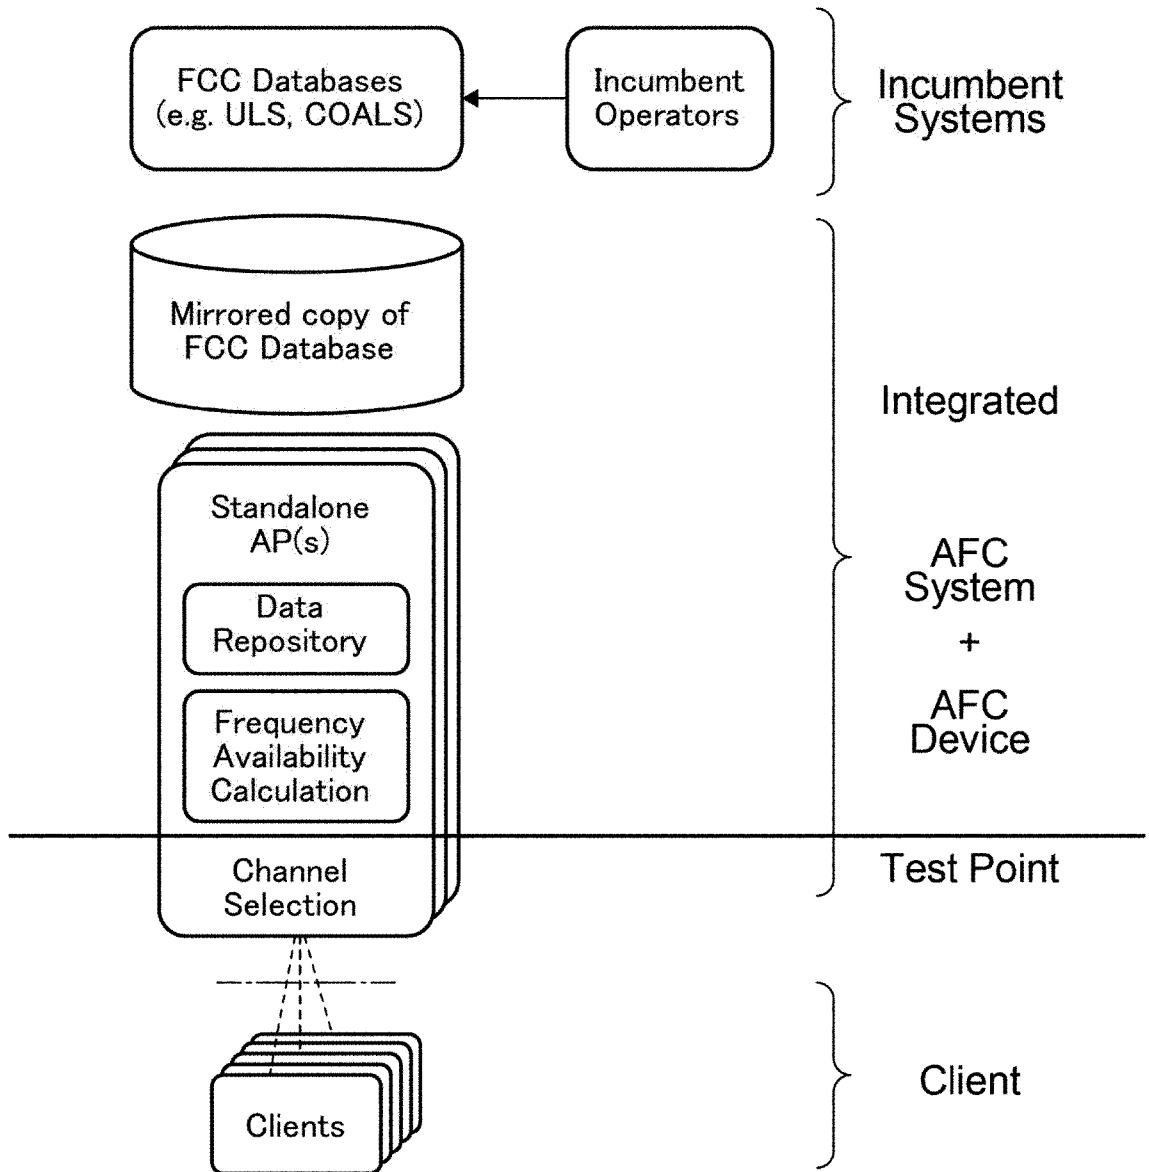 FCC Databases
(e.g. ULS, COALS)
Incumbent
Operators
Incumbent
Systems
Mirrored copy of
FCC Database
Integrated
Standalone
AP(s)
Data
Repository
Frequency
Availability
Calculation
AFC
System
+
AFC
Device
Test Point
Channel
Selection
Clients
Client